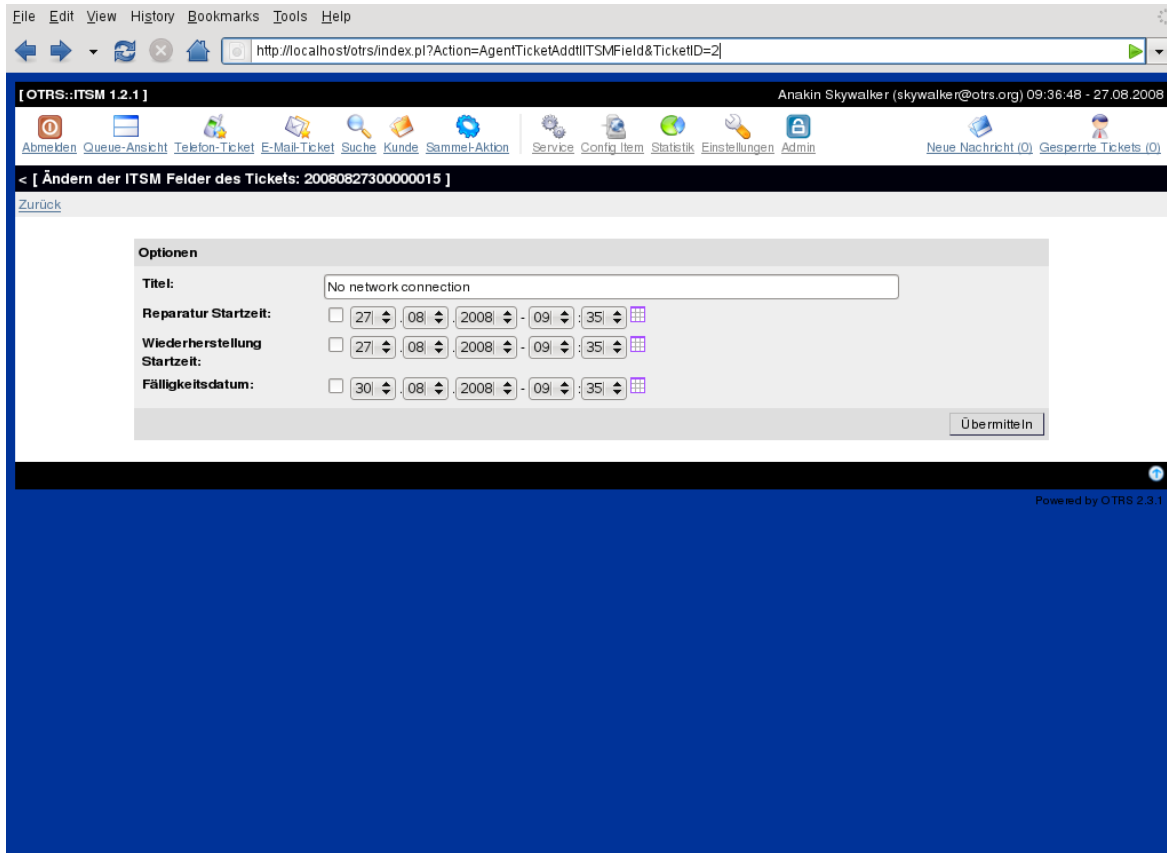 File Edit View History Bookmarks Tools Help
http://localhost/otrs/index.pl?Action=AgentTicketAddtlITSMField&TicketID=2
[ OTRS::ITSM 1.2.1 ] Anakin Skywalker (skywalker@otrs.org) 09:36:48 - 27.08.2008
Abmelden Queue-Ansicht Telefon-Ticket E-Mail-Ticket Suche Kunde Sammel-Aktion Service Config Item Statistik Einstellungen Admin Neue Nachricht (0) Gesperrte Tickets (0)
< [ Ändern der ITSM Felder des Tickets: 20080827300000015 ]
Zurück
Optionen
Titel: No network connection
Reparatur Startzeit: 27 . 08 . 2008 - 09 : 35
Wiederherstellung
Startzeit: 27 . 08 . 2008 - 09 : 35
Fälligkeitsdatum: 30 . 08 . 2008 - 09 : 35
Übermitteln
Powered by OTRS 2.3.1